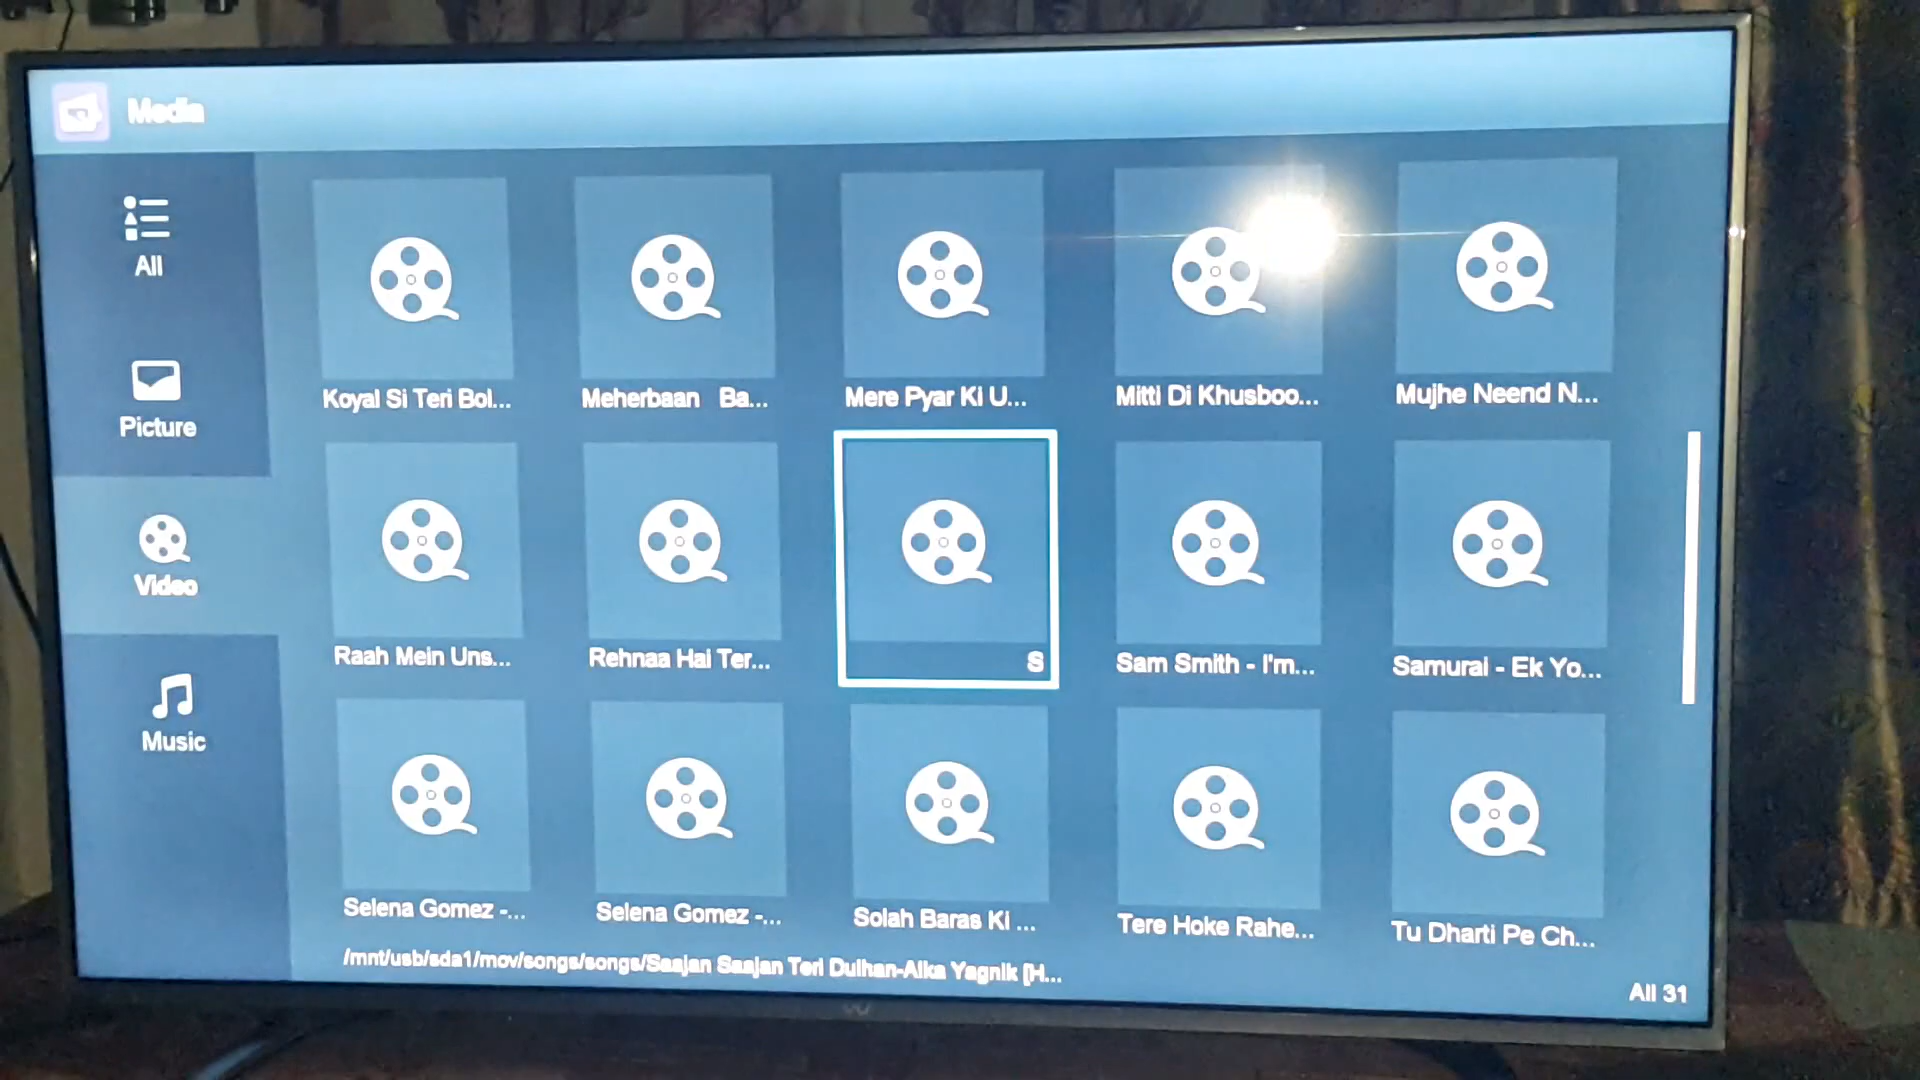 Media
All
Picture
Video
Music
Koyal Si Teri Bol...
Meherbaan Ba...
Mere Pyar Ki U...
Mitti Di Khusboo...
Mujhe Neend N...
Raah Mein Uns...
Rehnaa Hai Ter...
S
Sam Smith - I'm...
Samurai - Ek Yo...
Selena Gomez -...
Selena Gomez -...
Solah Baras Ki ...
Tere Hoke Rahe...
Tu Dharti Pe Ch...
/mnt/usb/sda1/mov/songs/songs/Saajan Saajan Teri Dulhan-Alka Yagnik [H...
All 31
Vu